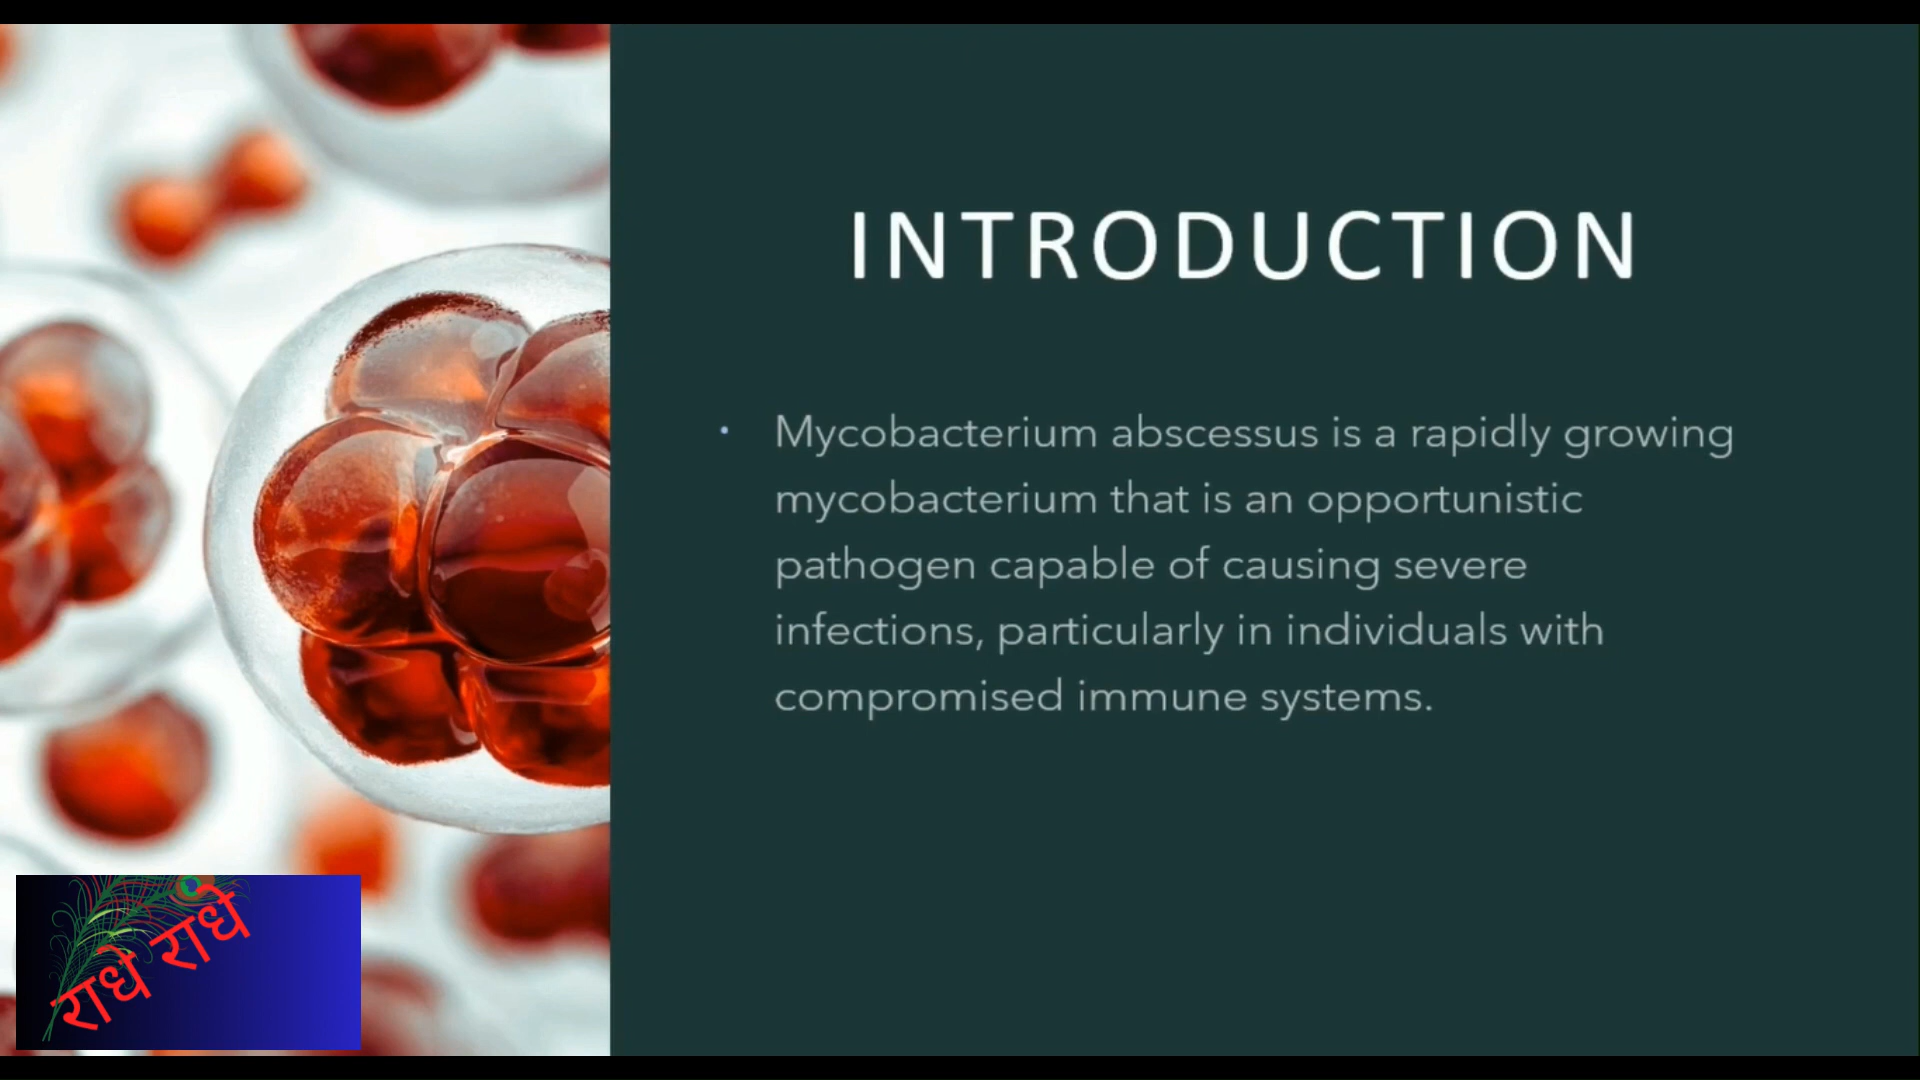 INTRODUCTION
• Mycobacterium abscessus is a rapidly growing
mycobacterium that is an opportunistic
pathogen capable of causing severe
infections, particularly in individuals with
compromised immune systems.
राधे राधे